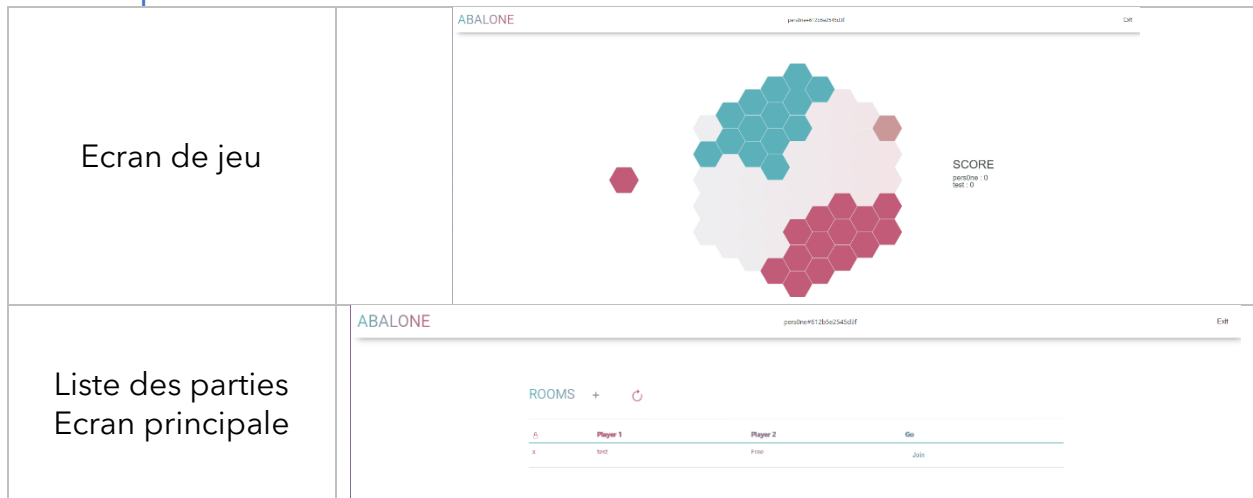 Ecran de jeu
ABALONE
Exit
SCORE
pers0ne : 0
test : 0
Liste des parties
Ecran principale
ABALONE
pers0ne#612b5e2545d3f
Exit
ROOMS +
Player 1 Player 2 Go
x test Free Join